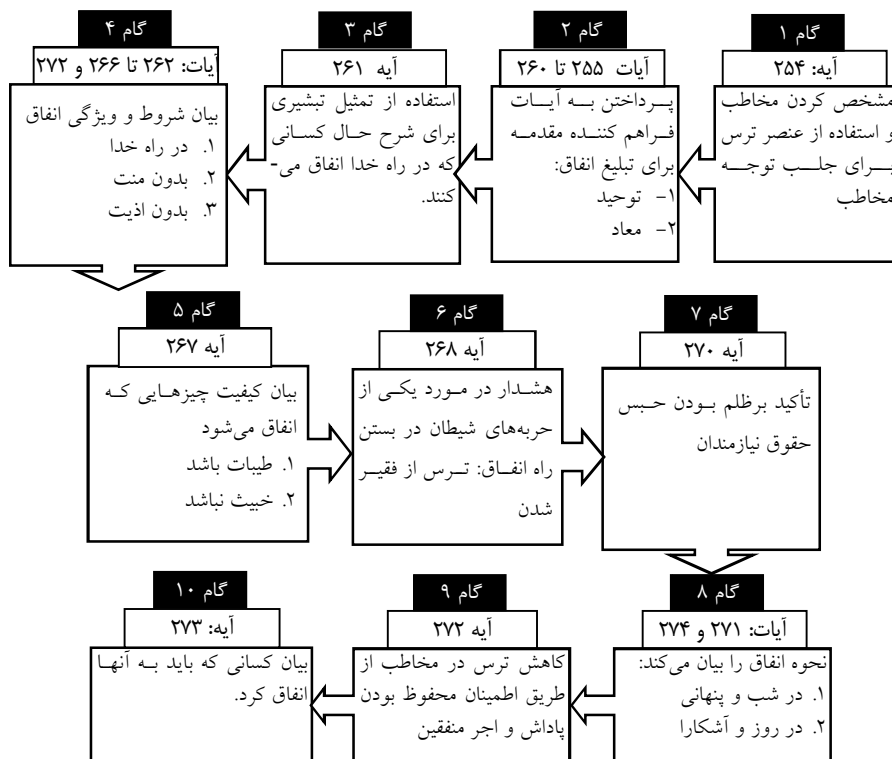 گام ۱
آیه: ۲۵۴
مشخص کردن مخاطب
و استفاده از عنصر ترس
برای جلب توجه
مخاطب
گام ۲
آیات ۲۵۵ تا ۲۶۰
پرداختن به آیات
فراهم کننده مقدمه
برای تبلیغ انفاق:
۱- توحید
۲- معاد
گام ۳
آیه ۲۶۱
استفاده از تمثیل تبشیری
برای شرح حال کسانی
که در راه خدا انفاق می-
کنند.
گام ۴
آیات: ۲۶۲ تا ۲۶۶ و ۲۷۲
بیان شروط و ویژگی انفاق
۱. در راه خدا
۲. بدون منت
۳. بدون اذیت
گام ۵
آیه ۲۶۷
بیان کیفیت چیزهایی که
انفاق می‌شود
۱. طیبات باشد
۲. خبیث نباشد
گام ۶
آیه ۲۶۸
هشدار در مورد یکی از
حربه‌های شیطان در بستن
راه انفاق: ترس از فقیر
شدن
گام ۷
آیه ۲۷۰
تأکید برظلم بودن حبس
حقوق نیازمندان
گام ۸
آیات: ۲۷۱ و ۲۷۴
نحوه انفاق را بیان می‌کند:
۱. در شب و پنهانی
۲. در روز و آشکارا
گام ۹
آیه ۲۷۲
کاهش ترس در مخاطب از
طریق اطمینان محفوظ بودن
پاداش و اجر منفقین
گام ۱۰
آیه: ۲۷۳
بیان کسانی که باید به آنها
انفاق کرد.